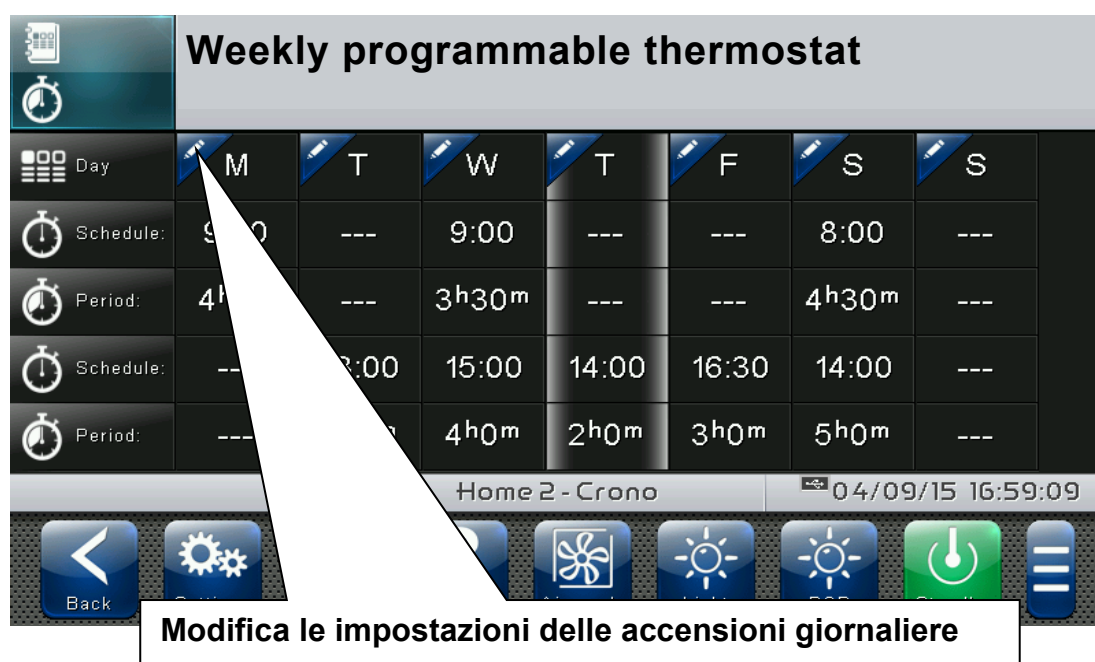 Weekly programmable thermostat
Day M T W T F S S
Schedule: --- 9:00 --- --- 8:00 ---
Period: --- 3h30m --- --- 4h30m ---
Schedule: 15:00 14:00 16:30 14:00 ---
Period: --- 4h0m 2h0m 3h0m 5h0m ---
Home 2 - Crono 04/09/15 16:59:09
Back
Modifica le impostazioni delle accensioni giornaliere